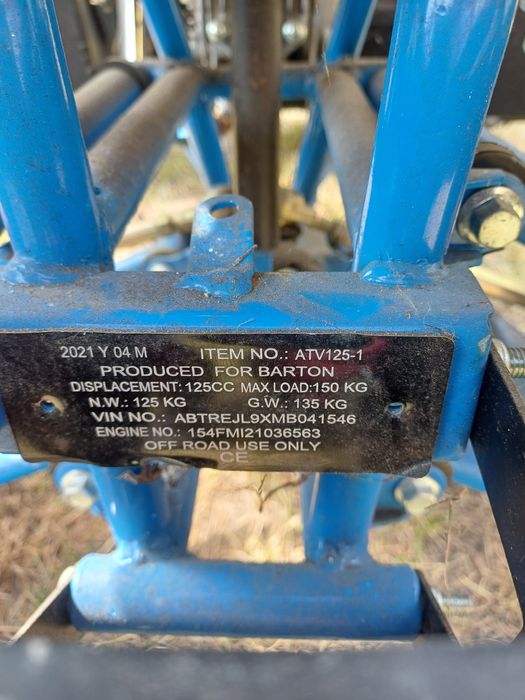 2021 Y 04 M ITEM NO.: ATV125-1
PRODUCED FOR BARTON
DISPLACEMENT: 125CC MAX LOAD: 150 KG
N.W.: 125 KG G.W.: 135 KG
VIN NO.: ABTREJL9XMB041546
ENGINE NO.: 154FMI21036563
OFF ROAD USE ONLY
CE